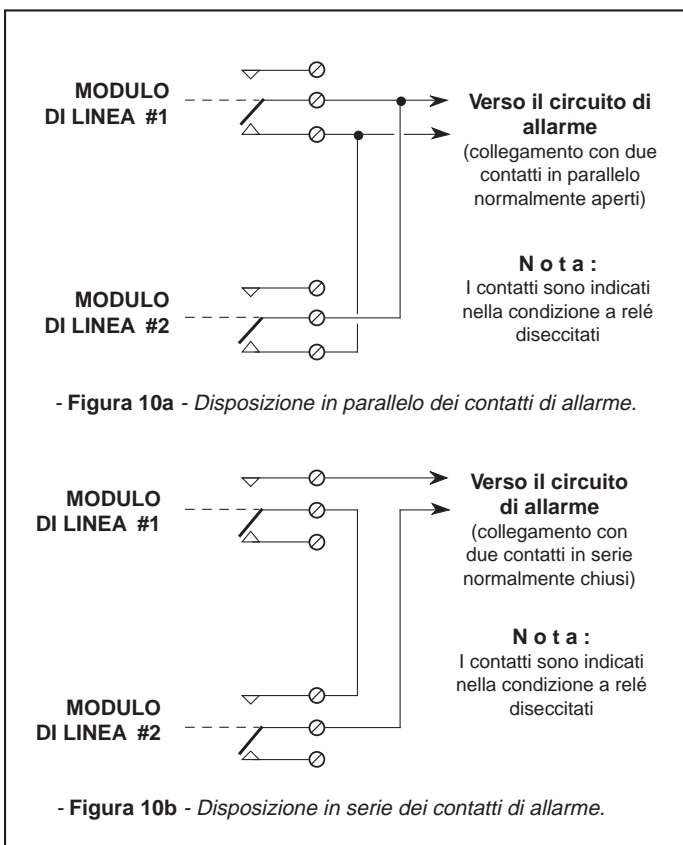 MODULO
DI LINEA #1
Verso il circuito di
allarme
(collegamento con due
contatti in parallelo
normalmente aperti)
MODULO
DI LINEA #2
N o t a :
I contatti sono indicati
nella condizione a relé
diseccitati
- Figura 10a - Disposizione in parallelo dei contatti di allarme.
MODULO
DI LINEA #1
Verso il circuito
di allarme
(collegamento con
due contatti in serie
normalmente chiusi)
MODULO
DI LINEA #2
N o t a :
I contatti sono indicati
nella condizione a relé
diseccitati
- Figura 10b - Disposizione in serie dei contatti di allarme.